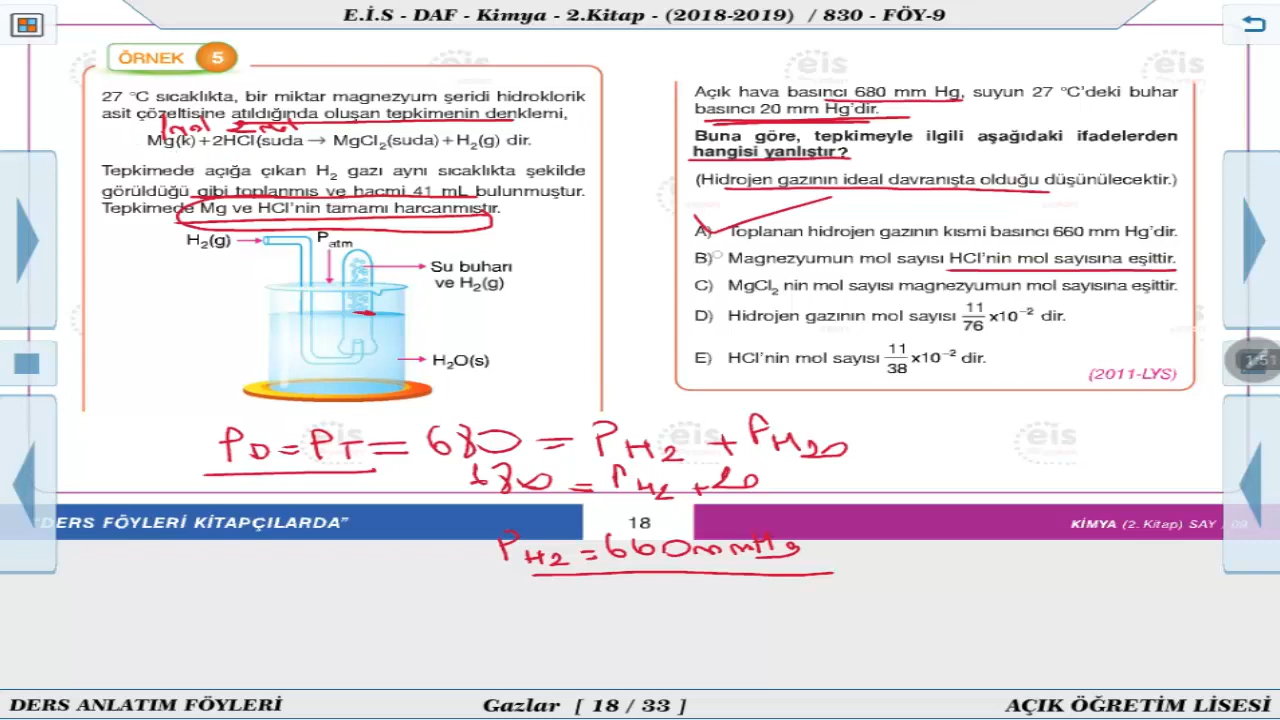 E.İ.S - DAF - Kimya - 2.Kitap - (2018-2019) / 830 - FÖY-9
ÖRNEK 5
27 °C sıcaklıkta, bir miktar magnezyum şeridi hidroklorik
asit çözeltisine atıldığında oluşan tepkimenin denklemi,
1mol 2mol
Mg(k)+2HCl(suda → MgCl2(suda)+H2(g) dir.
Tepkimede açığa çıkan H2 gazı aynı sıcaklıkta şekilde
görüldüğü gibi toplanmış ve hacmi 41 mL bulunmuştur.
Tepkimede Mg ve HCl'nin tamamı harcanmıştır.
H2(g)
Patm
Su buharı
ve H2(g)
H2O(s)
Açık hava basıncı 680 mm Hg, suyun 27 °C'deki buhar
basıncı 20 mm Hg'dir.
Buna göre, tepkimeyle ilgili aşağıdaki ifadelerden
hangisi yanlıştır?
(Hidrojen gazının ideal davranışta olduğu düşünülecektir.)
A) Toplanan hidrojen gazının kısmi basıncı 660 mm Hg'dir.
B) Magnezyumun mol sayısı HCl'nin mol sayısına eşittir.
C) MgCl2 nin mol sayısı magnezyumun mol sayısına eşittir.
D) Hidrojen gazının mol sayısı 11/76 x10⁻² dir.
E) HCl'nin mol sayısı 11/38 x10⁻² dir.
(2011-LYS)
1:51
PD = PT = 680 = PH2 + PH2O
680 = PH2 + 20
PH2 = 660mmHg
"DERS FÖYLERİ KİTAPÇILARDA"
18
KİMYA (2. Kitap) SAY
eis
DERS ANLATIM FÖYLERİ
Gazlar [ 18 / 33 ]
AÇIK ÖĞRETİM LİSESİ